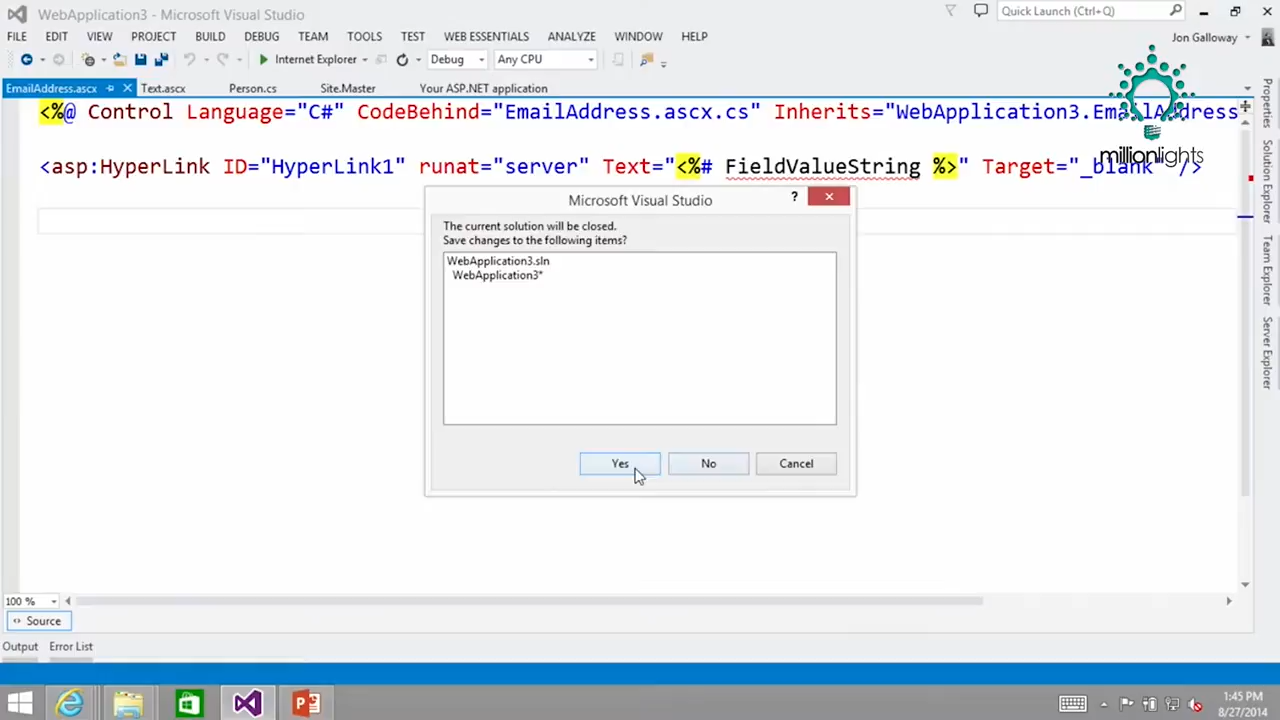 WebApplication3 - Microsoft Visual Studio
Quick Launch (Ctrl+Q)
FILE EDIT VIEW PROJECT BUILD DEBUG TEAM TOOLS TEST WEB ESSENTIALS ANALYZE WINDOW HELP
Jon Galloway
Internet Explorer Debug Any CPU
EmailAddress.ascx Text.ascx Person.cs Site.Master Your ASP.NET application
<%@ Control Language="C#" CodeBehind="EmailAddress.ascx.cs" Inherits="WebApplication3.EmailAddress
millionlights
<asp:HyperLink ID="HyperLink1" runat="server" Text="<%# FieldValueString %>" Target="_blank" />
Microsoft Visual Studio
?
The current solution will be closed.
Save changes to the following items?
WebApplication3.sln
WebApplication3*
Yes No Cancel
Properties
Solution Explorer
Team Explorer
Server Explorer
100 %
Source
Output Error List
1:45 PM
8/27/2014